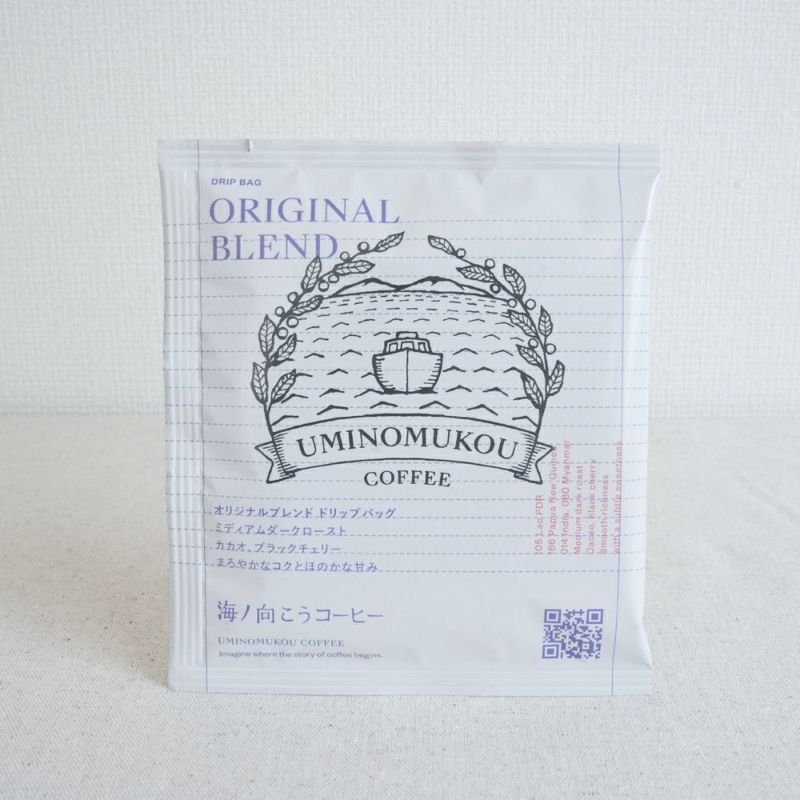 DRIP BAG
ORIGINAL
BLEND
UMINOMUKOU
COFFEE
オリジナルブレンド ドリップバッグ
ミディアムダークロースト
カカオ、ブラックチェリー
まろやかなコクとほのかな甘み
105 Lao PDR
166 Papua New Guinea
014 India, 080 Myanmar
Medium dark roast
Cacao, black cherry
Smooth richness
with a subtle sweetness
海ノ向こうコーヒー
UMINOMUKOU COFFEE
Imagine where the story of coffee begins.